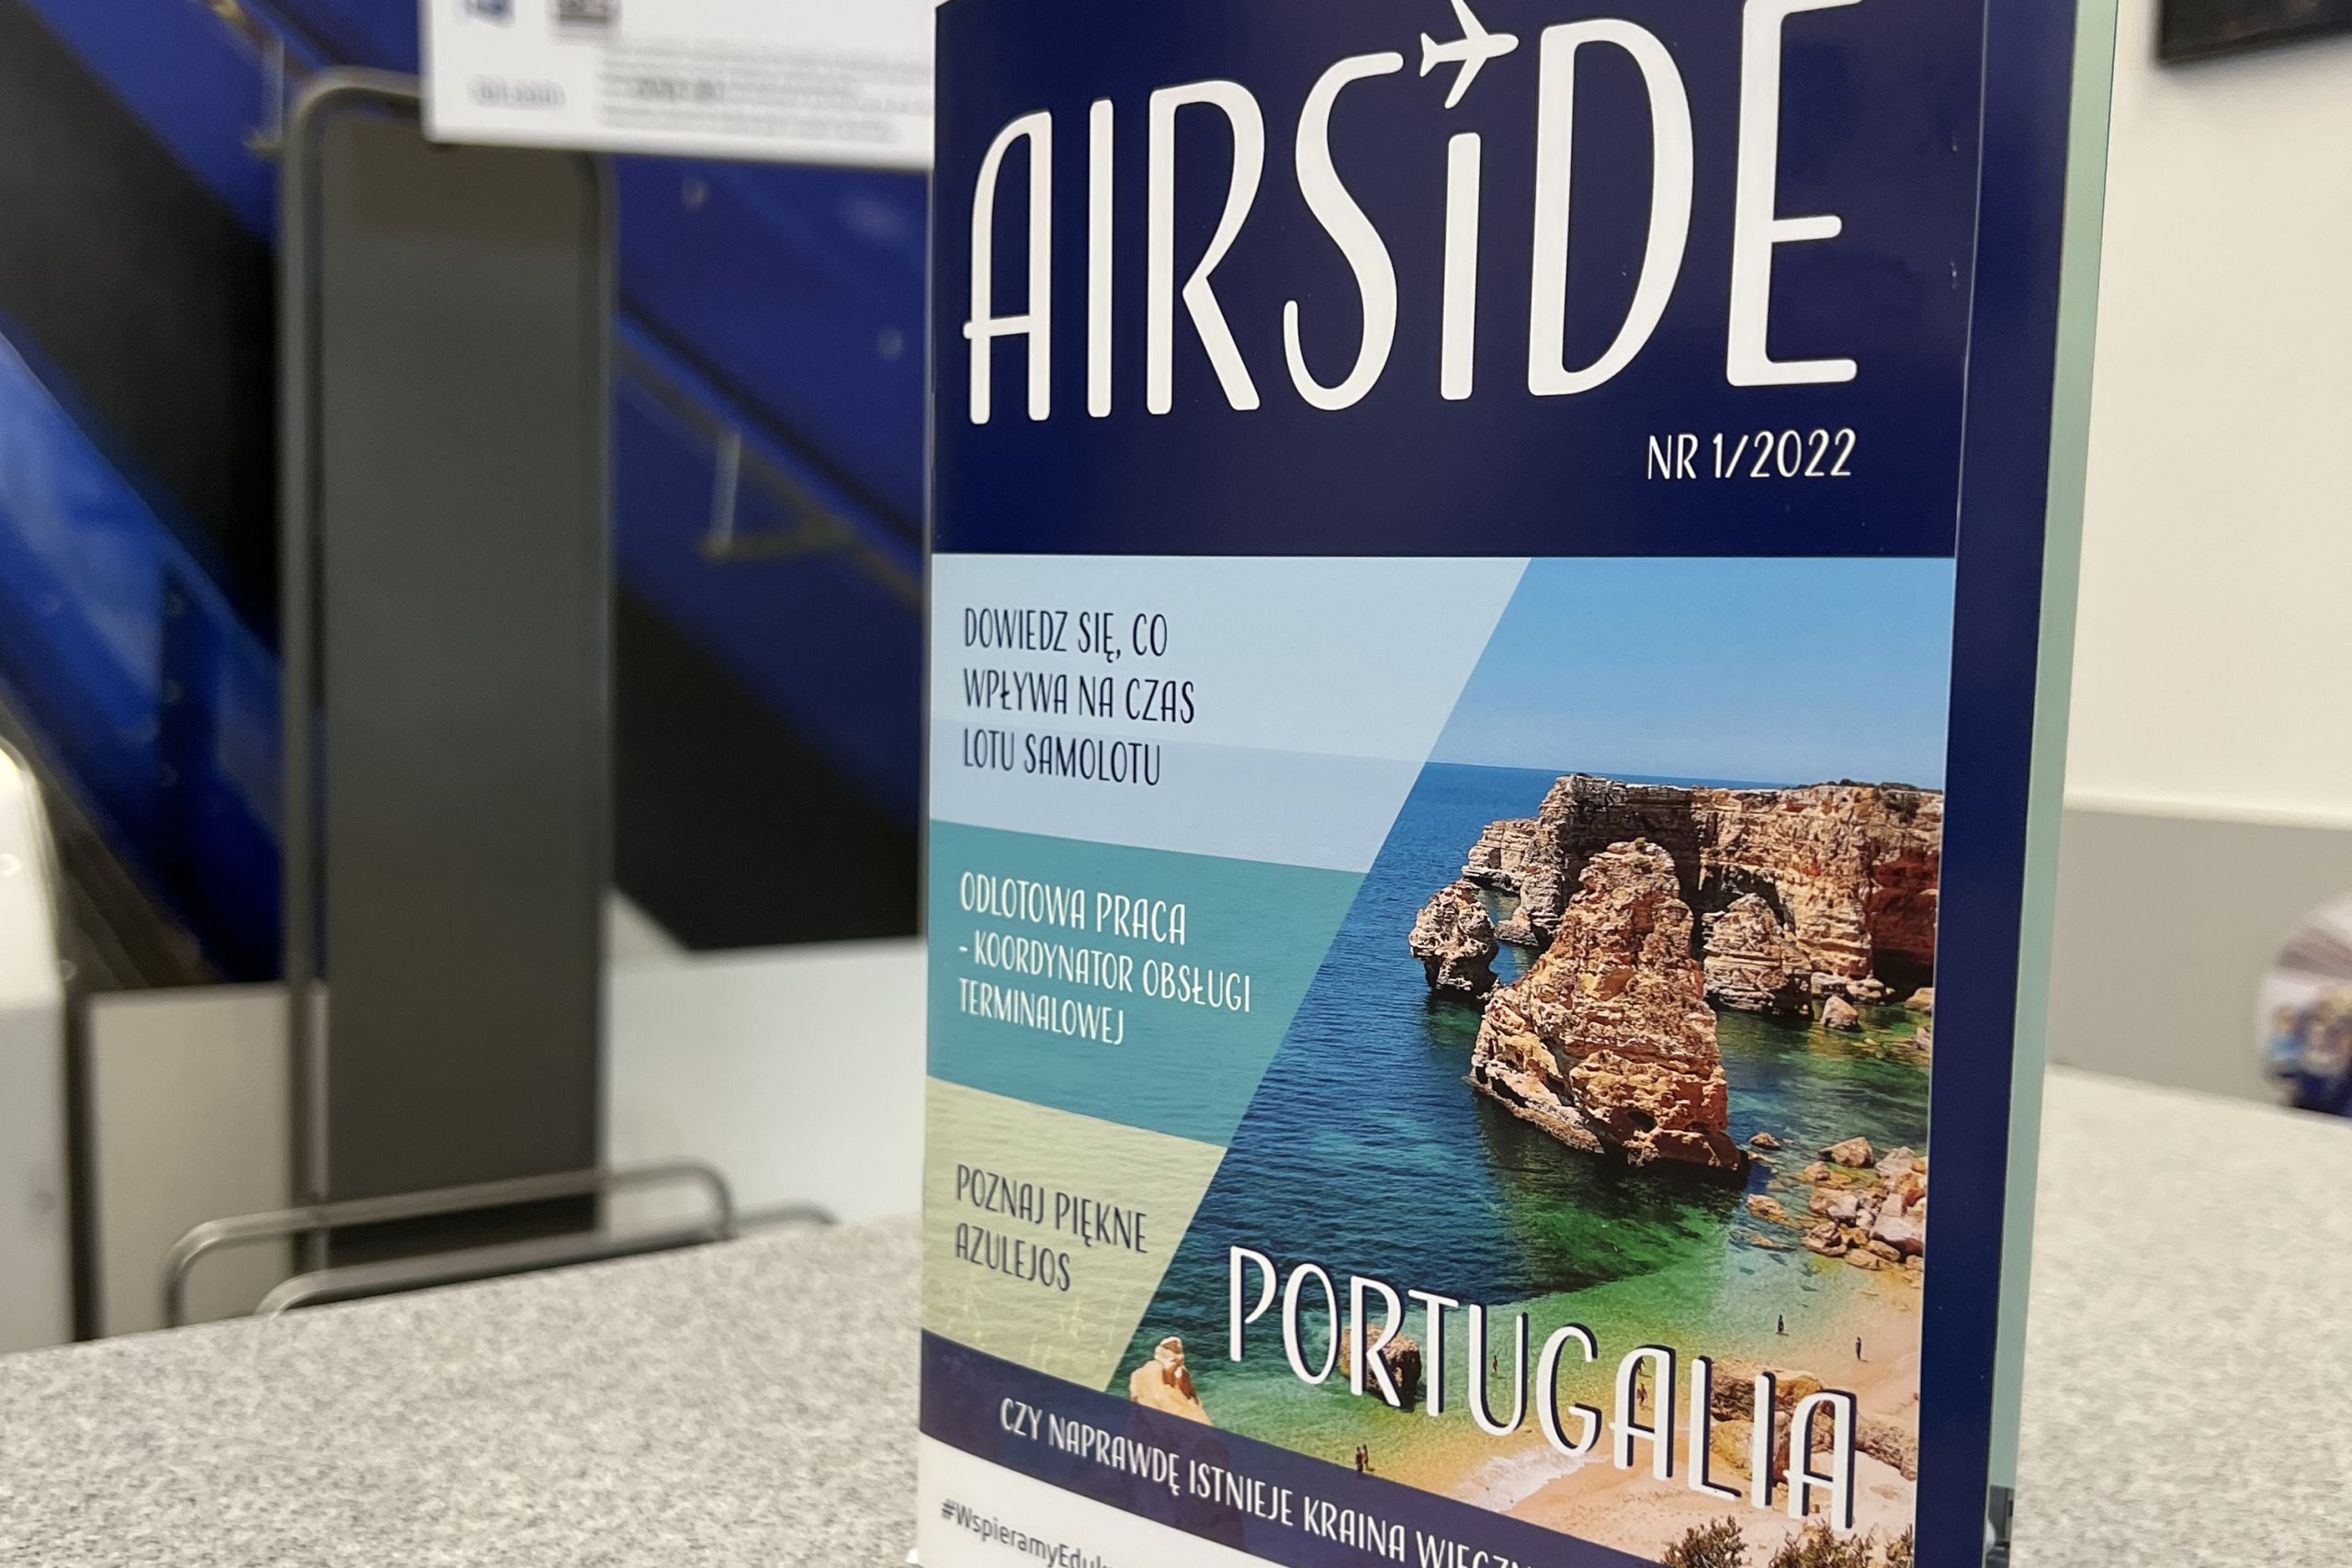 AIRSiDE
NR 1/2022
DOWIEDZ SIĘ, CO
WPŁYWA NA CZAS
LOTU SAMOLOTU
ODLOTOWA PRACA
- KOORDYNATOR OBSŁUGI
TERMINALOWEJ
POZNAJ PIĘKNE
AZULEJOS
PORTUGALIA
CZY NAPRAWDĘ ISTNIEJE KRAINA